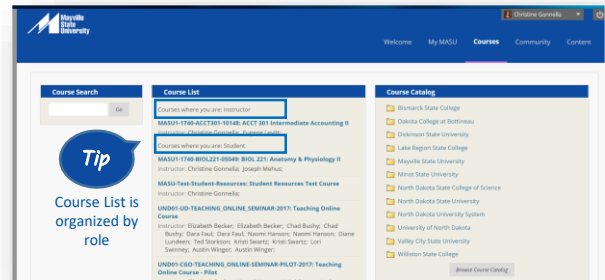 Mayville
State
University
Christine Gonnella
Welcome My MASU Courses Community Content
Course Search
Go
Tip
Course List is
organized by
role
Course List
Courses where you are: Instructor
MASU1-1740-ACCT301-10148: ACCT 301 Intermediate Accounting II
Instructor: Christine Gonnella; Eugene Levitt;
Courses where you are: Student
MASU1-1740-BIOL221-05049: BIOL 221: Anatomy & Physiology II
Instructor: Christine Gonnella; Joseph Mehus;
MASU-Test-Student-Resources: Student Resources Test Course
Instructor: Christine Gonnella;
UND01-UD-TEACHING_ONLINE_SEMINAR-2017: Teaching Online
Course
Instructor: Elizabeth Becker; Elizabeth Becker; Chad Bushy; Chad
Bushy; Dara Faul; Dara Faul; Naomi Hanson; Naomi Hanson; Diane
Lundeen; Ted Storkson; Kristi Swartz; Kristi Swartz; Lori
Swinney; Austin Winger; Austin Winger;
UND01-CGO-TEACHING_ONLINE-SEMINAR-PILOT-2017: Teaching
Online Course - Pilot
Course Catalog
Bismarck State College
Dakota College at Bottineau
Dickinson State University
Lake Region State College
Mayville State University
Minot State University
North Dakota State College of Science
North Dakota State University
North Dakota University System
University of North Dakota
Valley City State University
Williston State College
Browse Course Catalog